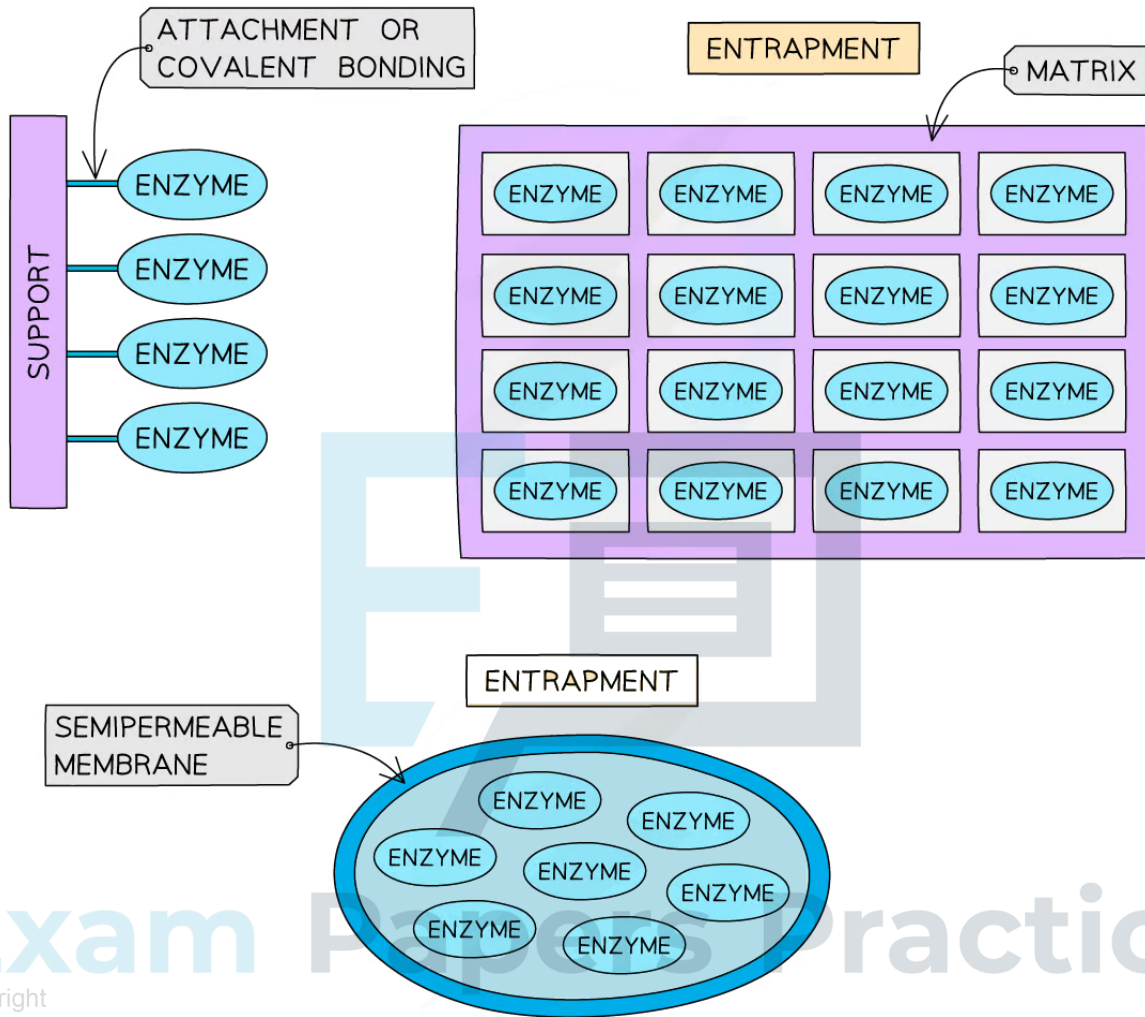 ATTACHMENT OR
COVALENT BONDING
SUPPORT
ENZYME
ENZYME
ENZYME
ENZYME
ENTRAPMENT
MATRIX
ENZYME ENZYME ENZYME ENZYME
ENZYME ENZYME ENZYME ENZYME
ENZYME ENZYME ENZYME ENZYME
ENZYME ENZYME ENZYME ENZYME
ENTRAPMENT
SEMIPERMEABLE
MEMBRANE
ENZYME
ENZYME
ENZYME
ENZYME
ENZYME
ENZYME
ENZYME
xam Papers Practic
right